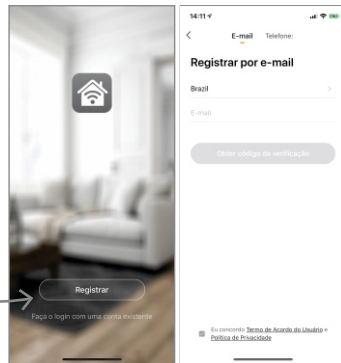 Registrar
Faça o login com uma conta existente
14:11
E-mail Telefone:
Registrar por e-mail
Brazil
E-mail
Obter código de verificação
Eu concordo Termo de Acordo do Usuário e
Política de Privacidade